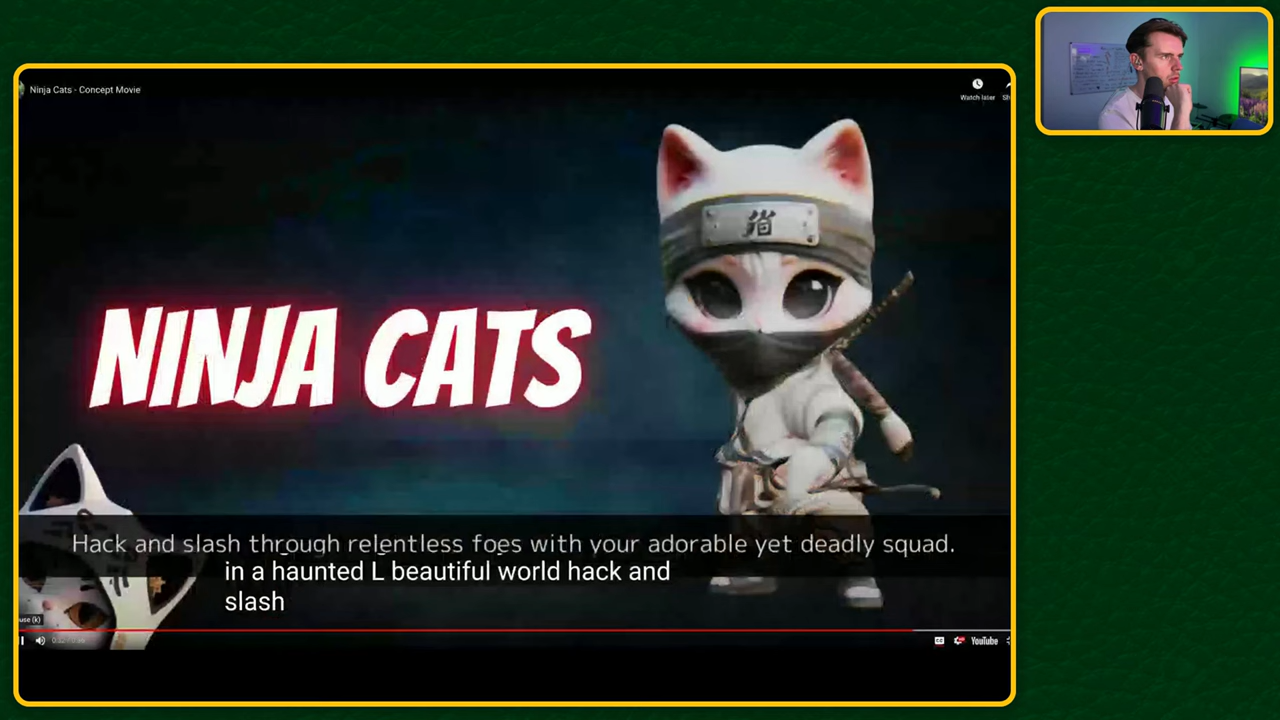 Ninja Cats - Concept Movie
Watch later
NINJA CATS
Hack and slash through relentless foes with your adorable yet deadly squad.
in a haunted L beautiful world hack and
slash
YouTube